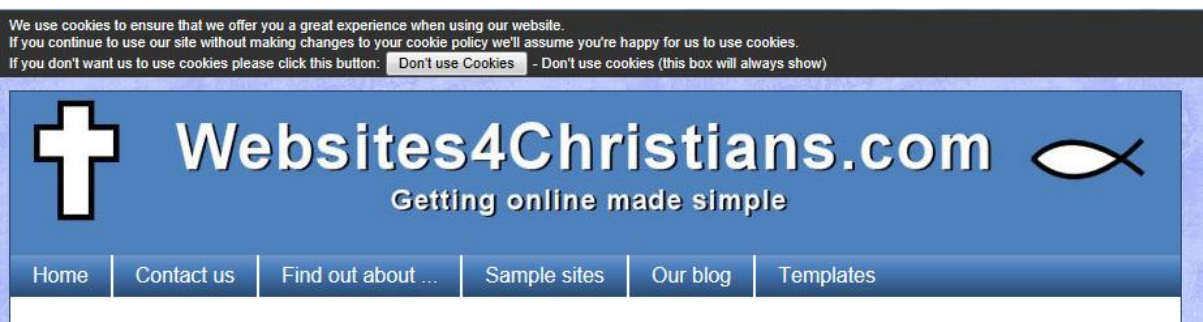 We use cookies to ensure that we offer you a great experience when using our website.
If you continue to use our site without making changes to your cookie policy we'll assume you're happy for us to use cookies.
If you don't want us to use cookies please click this button: Don't use Cookies - Don't use cookies (this box will always show)
Websites4Christians.com
Getting online made simple
Home Contact us Find out about ... Sample sites Our blog Templates